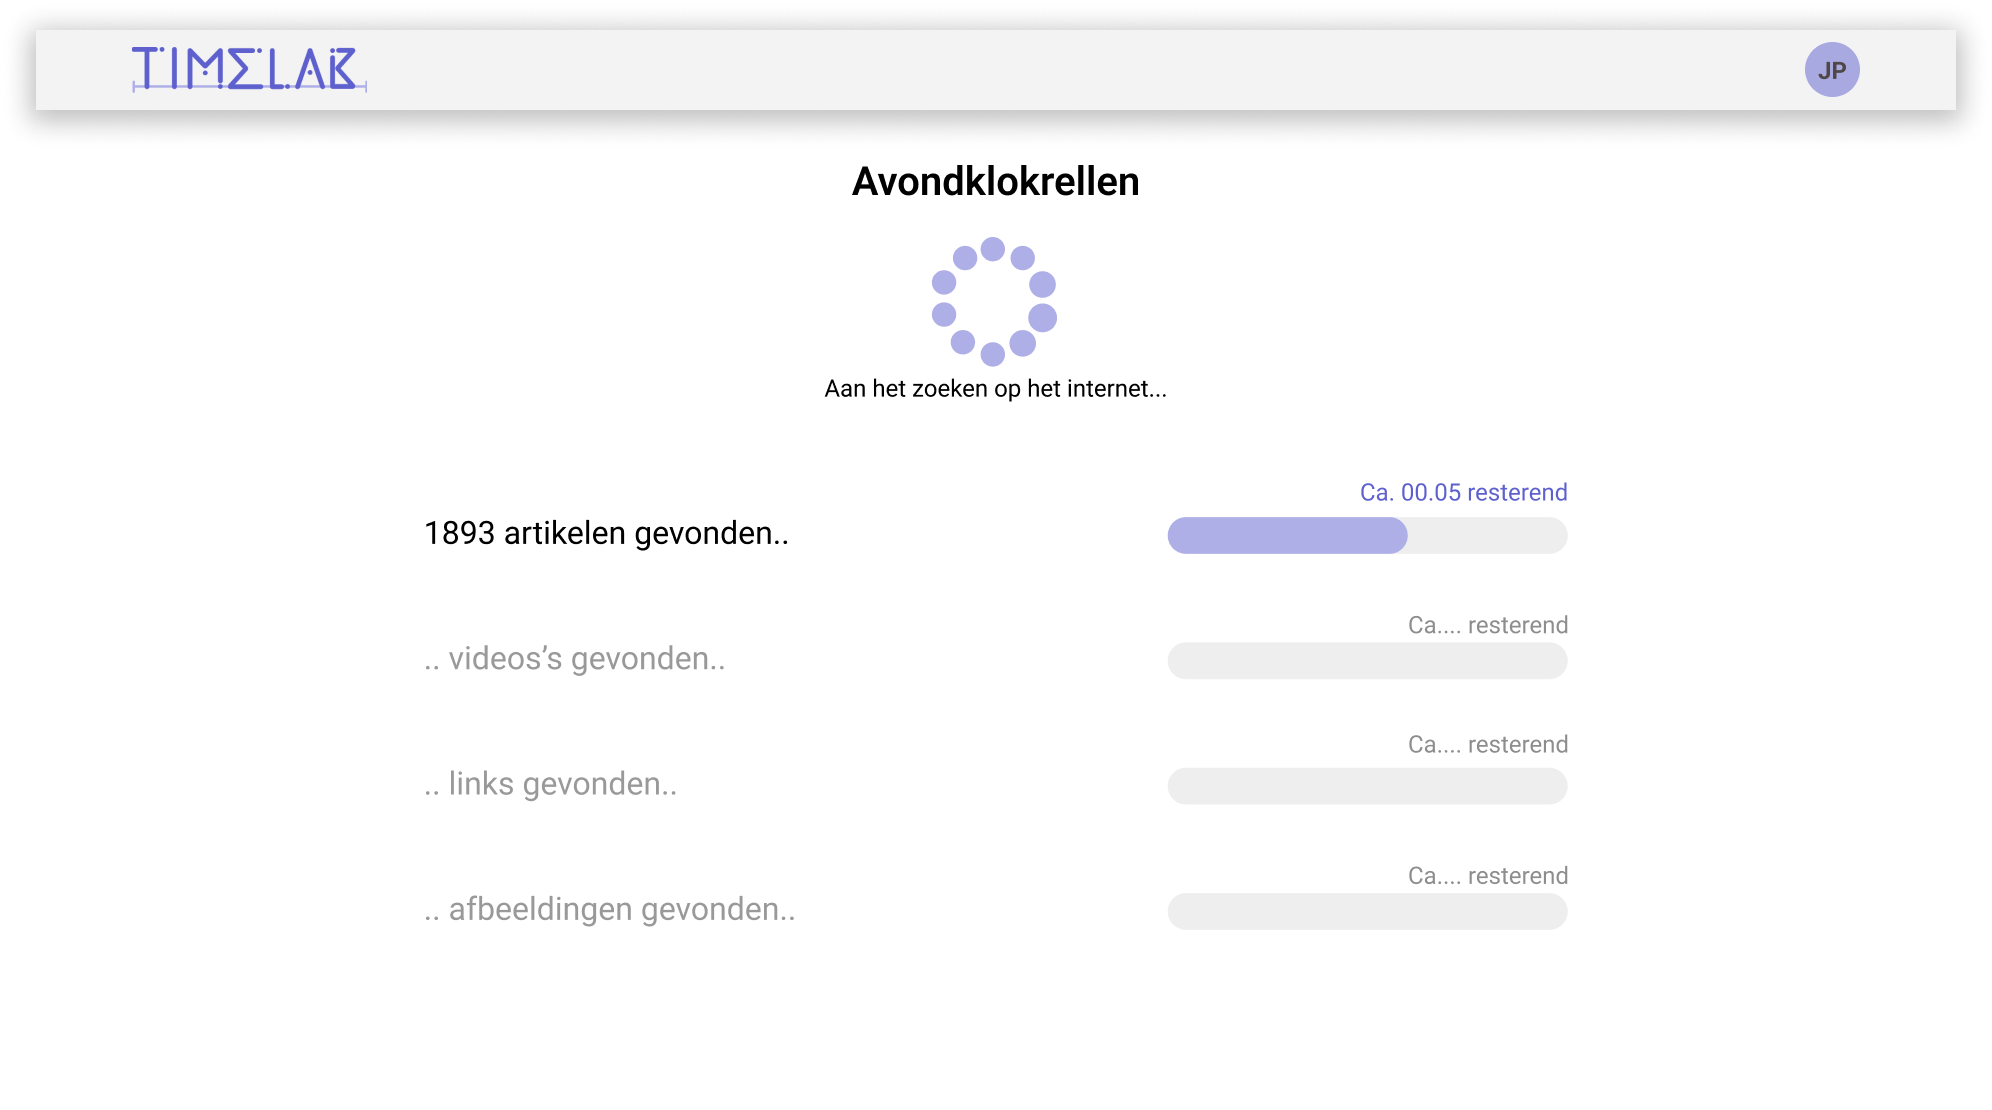 TIMELAB
JP
Avondklokrellen
Aan het zoeken op het internet...
Ca. 00.05 resterend
1893 artikelen gevonden..
Ca.... resterend
.. videos’s gevonden..
Ca.... resterend
.. links gevonden..
Ca.... resterend
.. afbeeldingen gevonden..